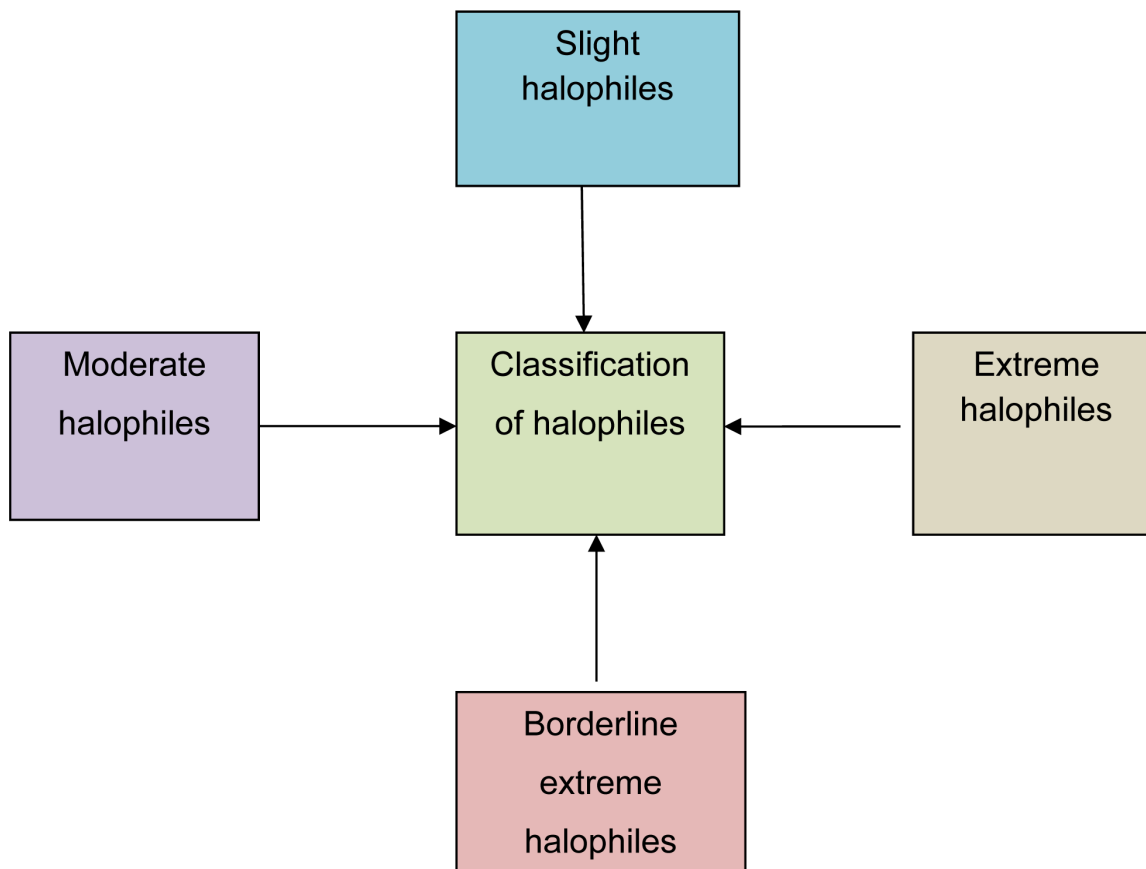 Slight
halophiles
Moderate
halophiles
Classification
of halophiles
Extreme
halophiles
Borderline
extreme
halophiles